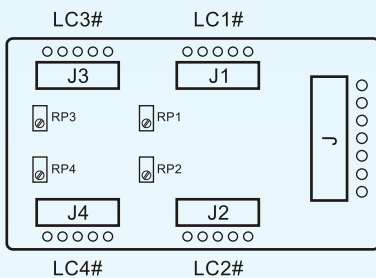 LC3# LC1#
J3 J1
RP3 RP1
J
RP4 RP2
J4 J2
LC4# LC2#